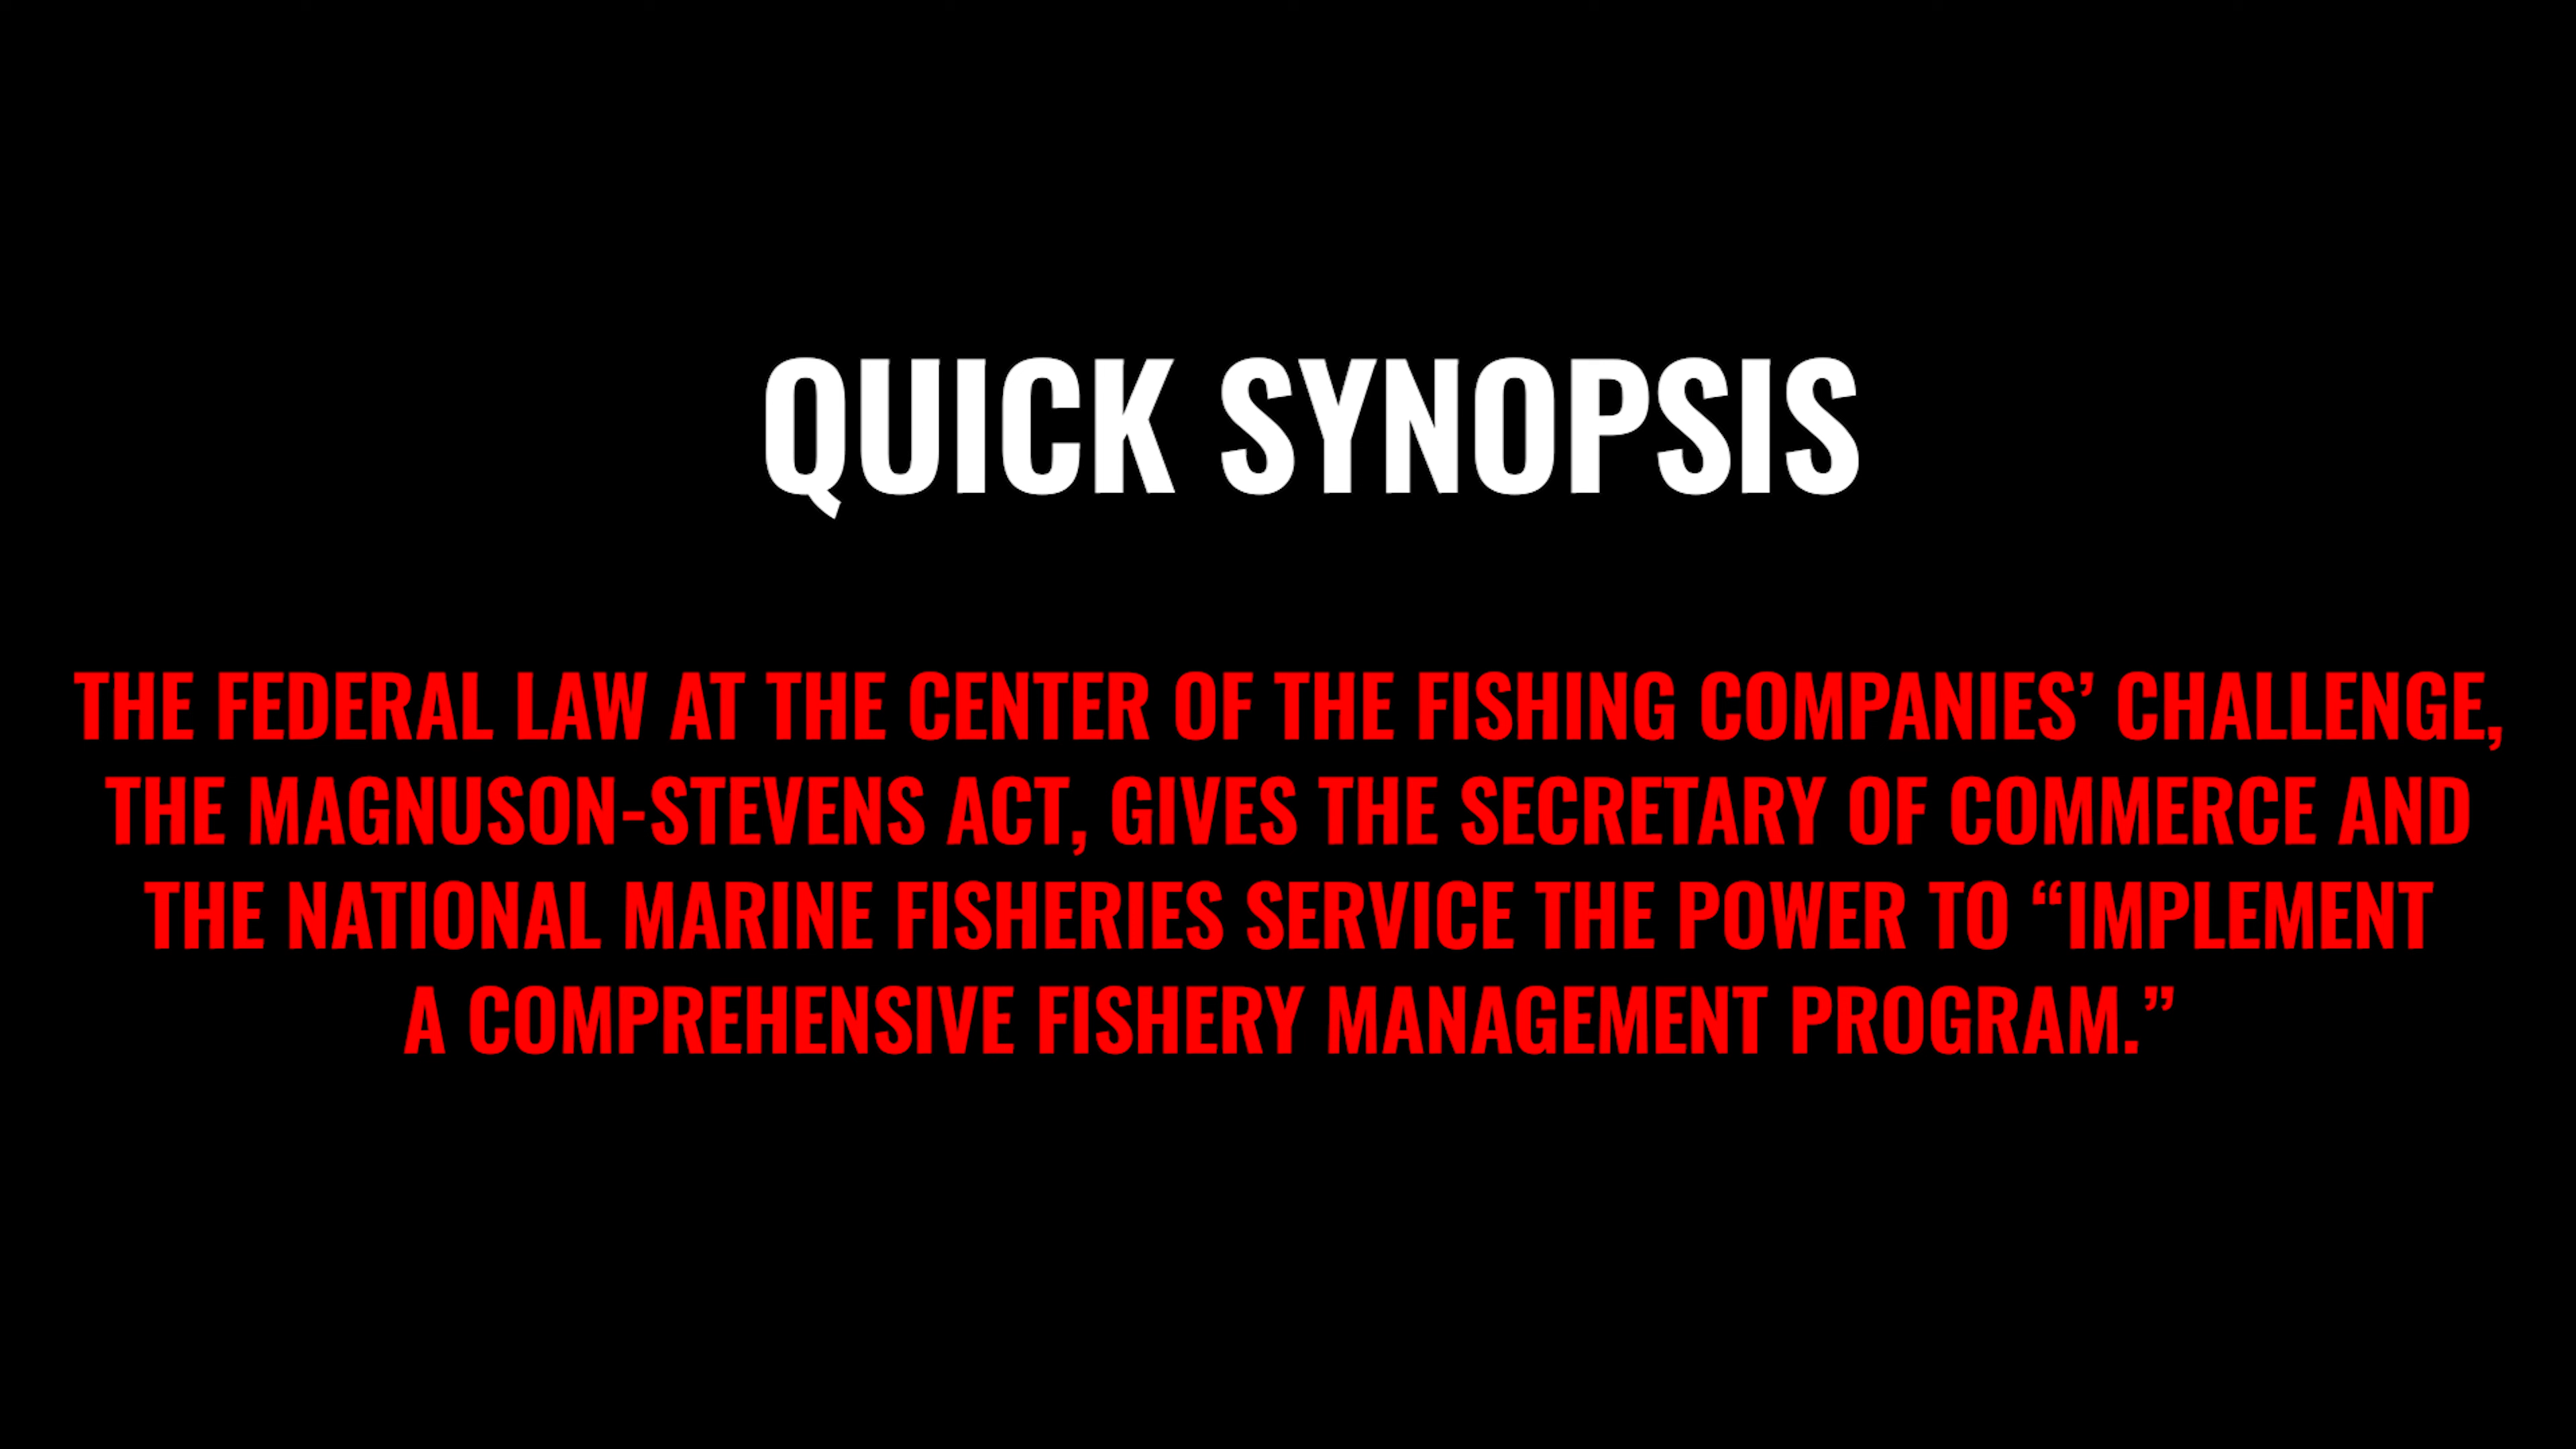 QUICK SYNOPSIS
THE FEDERAL LAW AT THE CENTER OF THE FISHING COMPANIES’ CHALLENGE,
THE MAGNUSON-STEVENS ACT, GIVES THE SECRETARY OF COMMERCE AND
THE NATIONAL MARINE FISHERIES SERVICE THE POWER TO “IMPLEMENT
A COMPREHENSIVE FISHERY MANAGEMENT PROGRAM.”